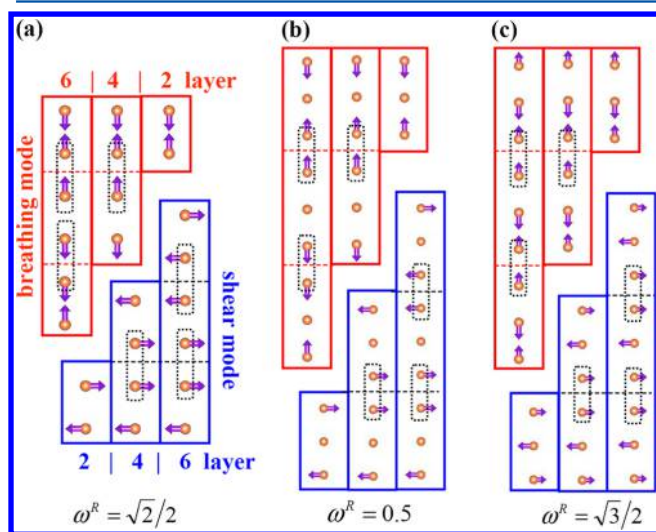 (a)
6 | 4 | 2 layer
breathing mode
shear mode
2 | 4 | 6 layer
ω^R = √2/2
(b)
ω^R = 0.5
(c)
ω^R = √3/2